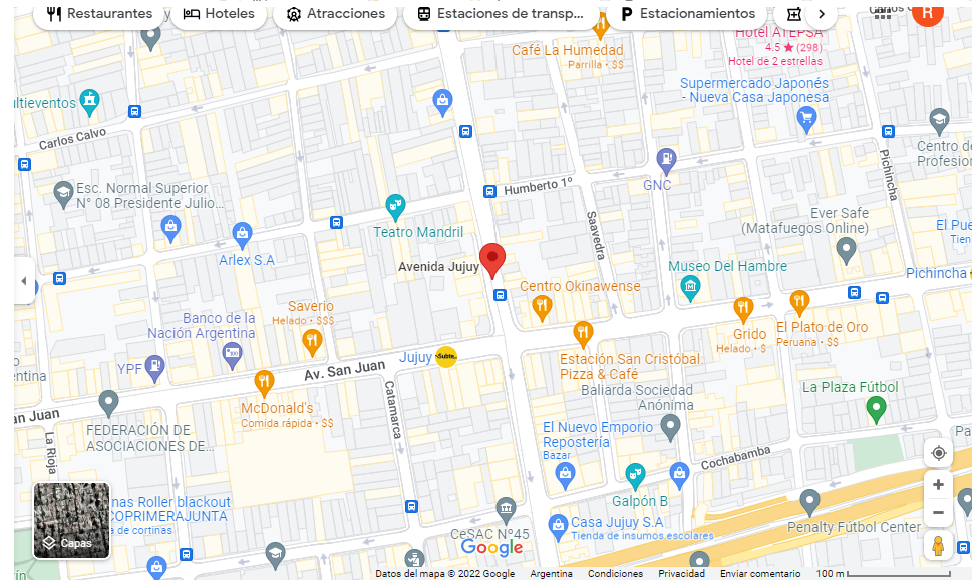 Restaurantes
Hoteles
Atracciones
Estaciones de transp...
Estacionamientos
R
Café La Humedad
Parrilla • $$
Hotel ATEPSA
4.5 ★ (298)
Hotel de 2 estrellas
Supermercado Japonés
- Nueva Casa Japonesa
ultieventos
Carlos Calvo
Centro de
Profesior
Pichincha
GNC
Humberto 1°
Esc. Normal Superior
N° 08 Presidente Julio...
Teatro Mandril
Saavedra
Ever Safe
(Matafuegos Online)
El Pue
Tien
Arlex S.A
Avenida Jujuy
Museo Del Hambre
Pichincha
Centro Okinawense
Saverio
Helado • $$$
Banco de la
Nación Argentina
Grido
Helado • $
El Plato de Oro
Peruana • $$
Jujuy
Subte
Estación San Cristóbal.
Pizza & Café
YPF
entina
Av. San Juan
McDonald's
Comida rápida • $$
Catamarca
Baliarda Sociedad
Anónima
La Plaza Fútbol
an Juan
FEDERACIÓN DE
ASOCIACIONES DE...
La Rioja
El Nuevo Emporio
Repostería
Bazar
Cochabamba
Pa
nas Roller blackout
COPRIMERAJUNTA
a de cortinas
Galpón B
CeSAC N°45
Casa Jujuy S.A
Tienda de insumos escolares
Penalty Fútbol Center
Capas
Google
ín
Datos del mapa © 2022 Google
Argentina
Condiciones
Privacidad
Enviar comentario
100 m